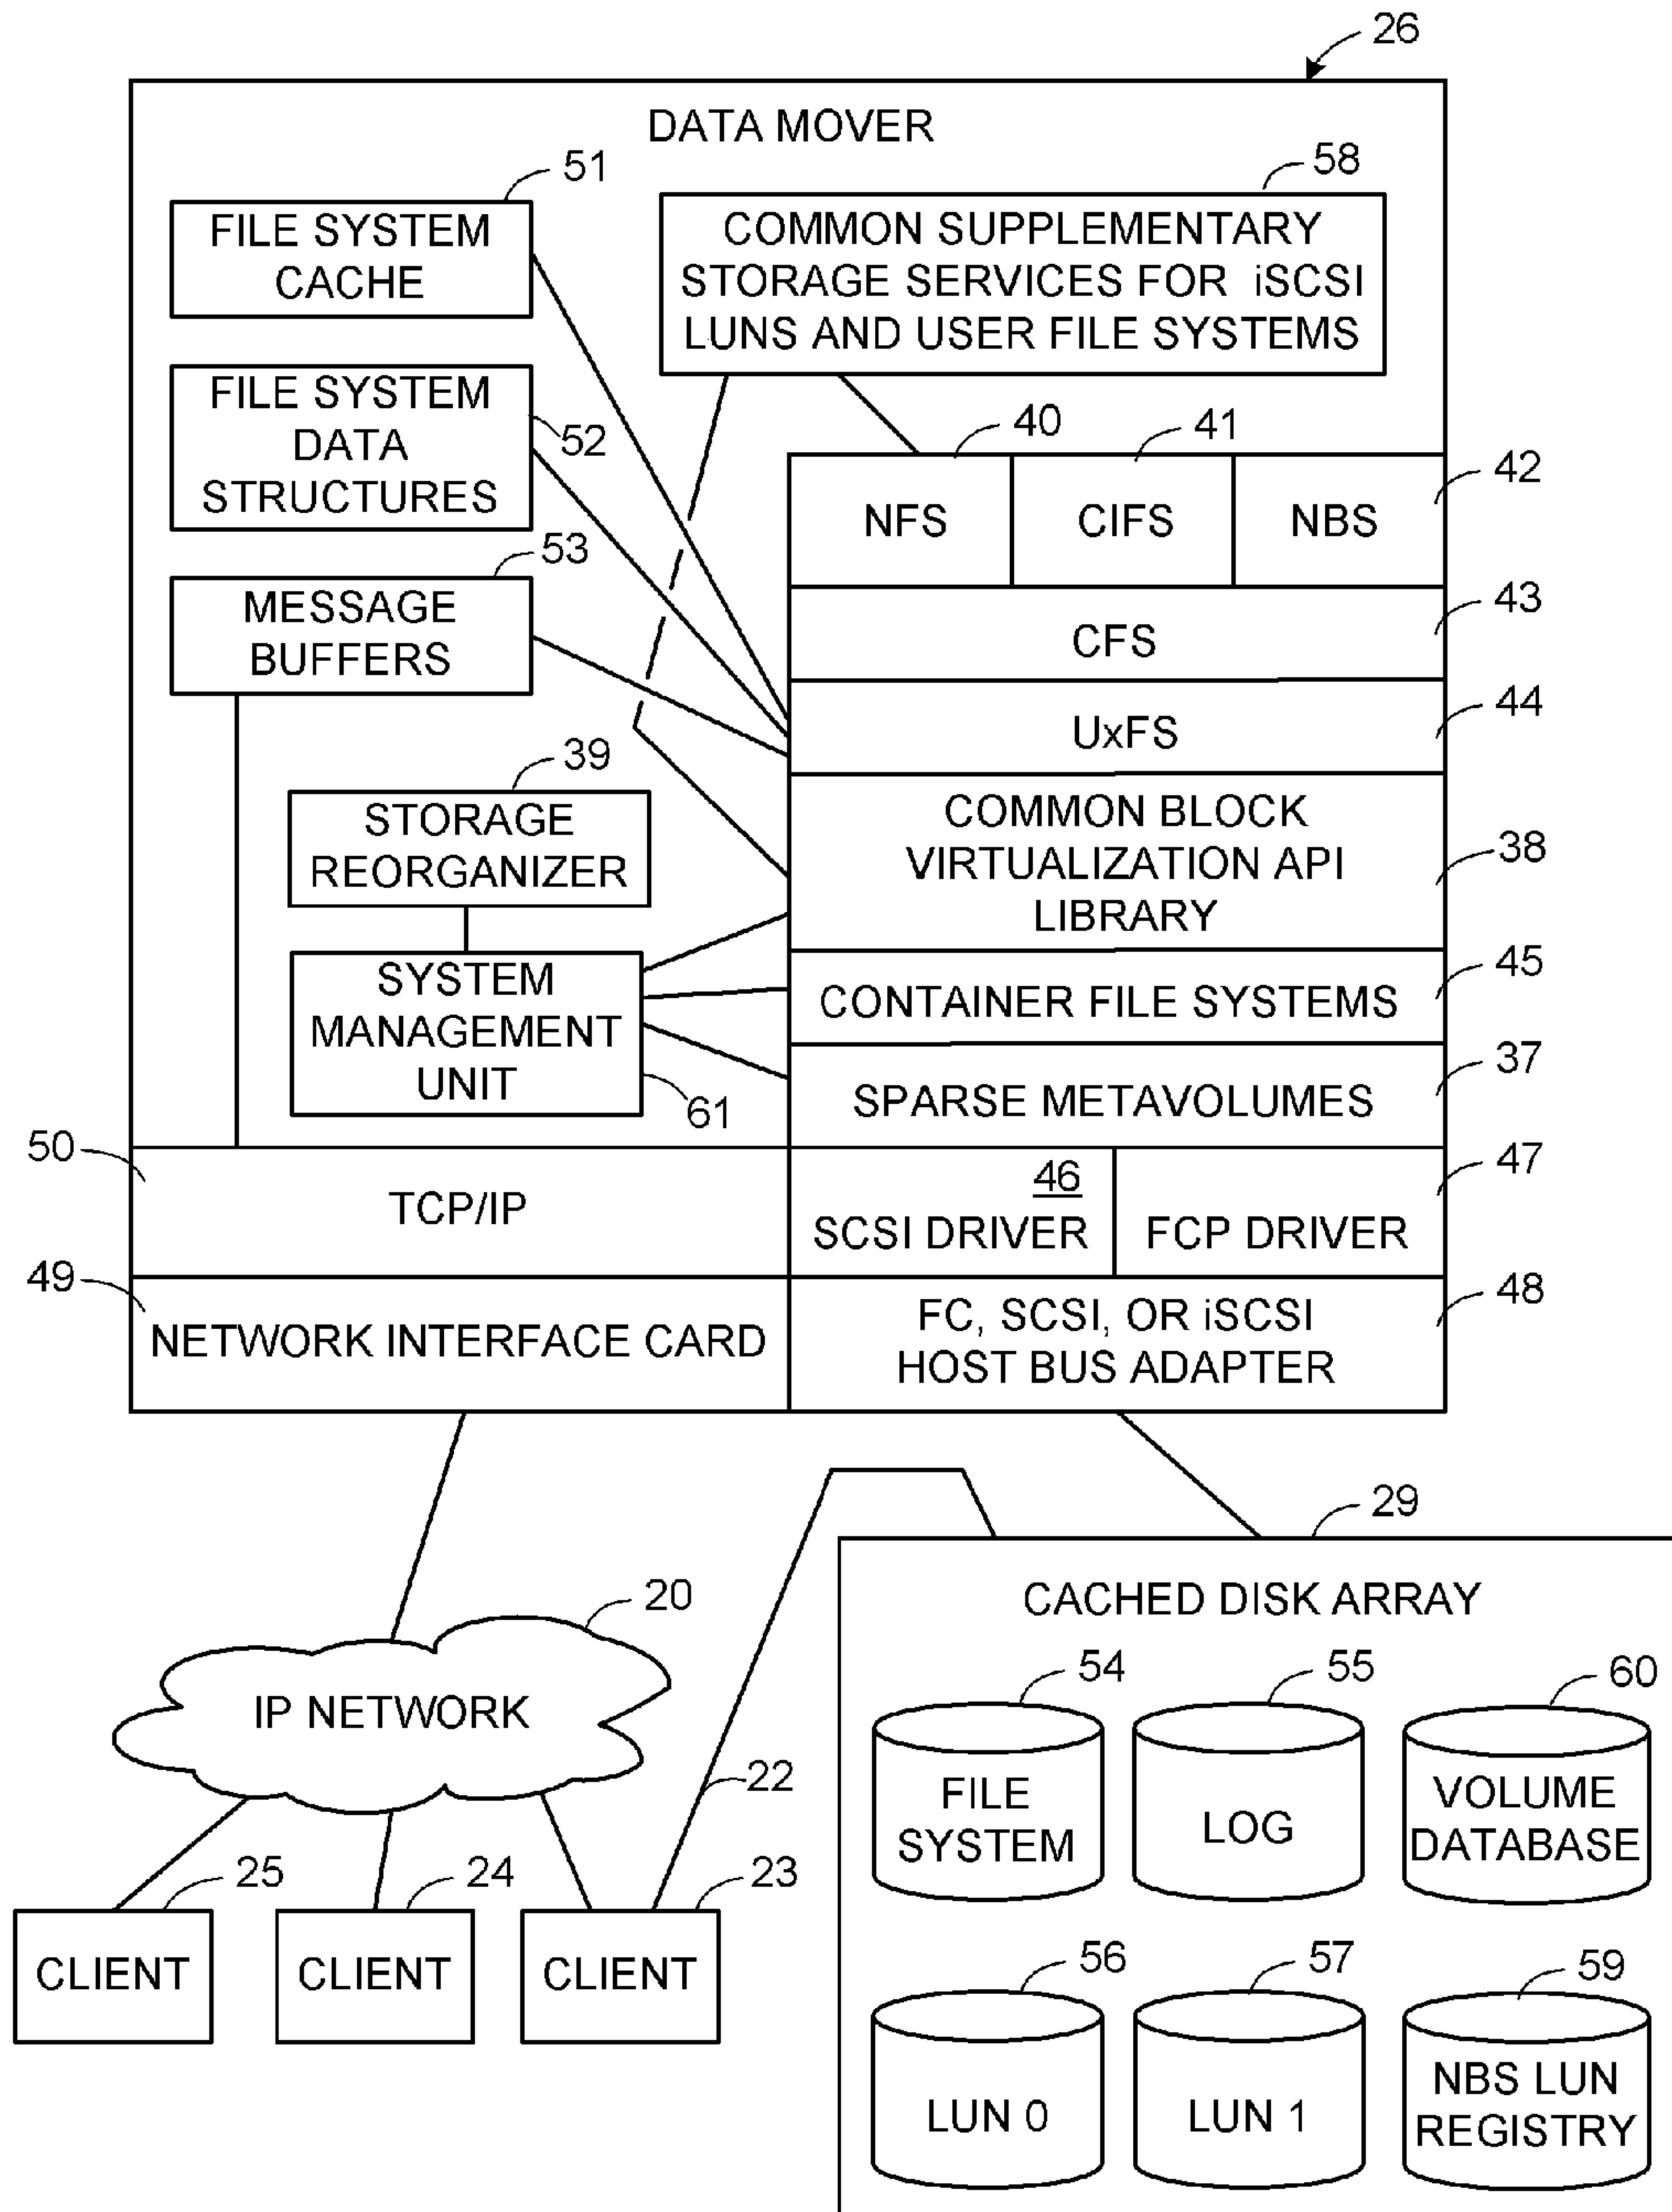 26
DATA MOVER
51
58
FILE SYSTEM
CACHE
COMMON SUPPLEMENTARY
STORAGE SERVICES FOR iSCSI
LUNS AND USER FILE SYSTEMS
FILE SYSTEM
DATA
STRUCTURES
52
40
41
42
NFS
CIFS
NBS
53
MESSAGE
BUFFERS
43
CFS
44
UxFS
39
STORAGE
REORGANIZER
COMMON BLOCK
VIRTUALIZATION API
LIBRARY
38
SYSTEM
MANAGEMENT
UNIT
61
45
CONTAINER FILE SYSTEMS
37
SPARSE METAVOLUMES
50
TCP/IP
46
SCSI DRIVER
47
FCP DRIVER
49
NETWORK INTERFACE CARD
48
FC, SCSI, OR iSCSI
HOST BUS ADAPTER
29
20
IP NETWORK
22
25
24
23
CLIENT
CLIENT
CLIENT
CACHED DISK ARRAY
54
55
60
FILE
SYSTEM
LOG
VOLUME
DATABASE
56
57
59
LUN 0
LUN 1
NBS LUN
REGISTRY